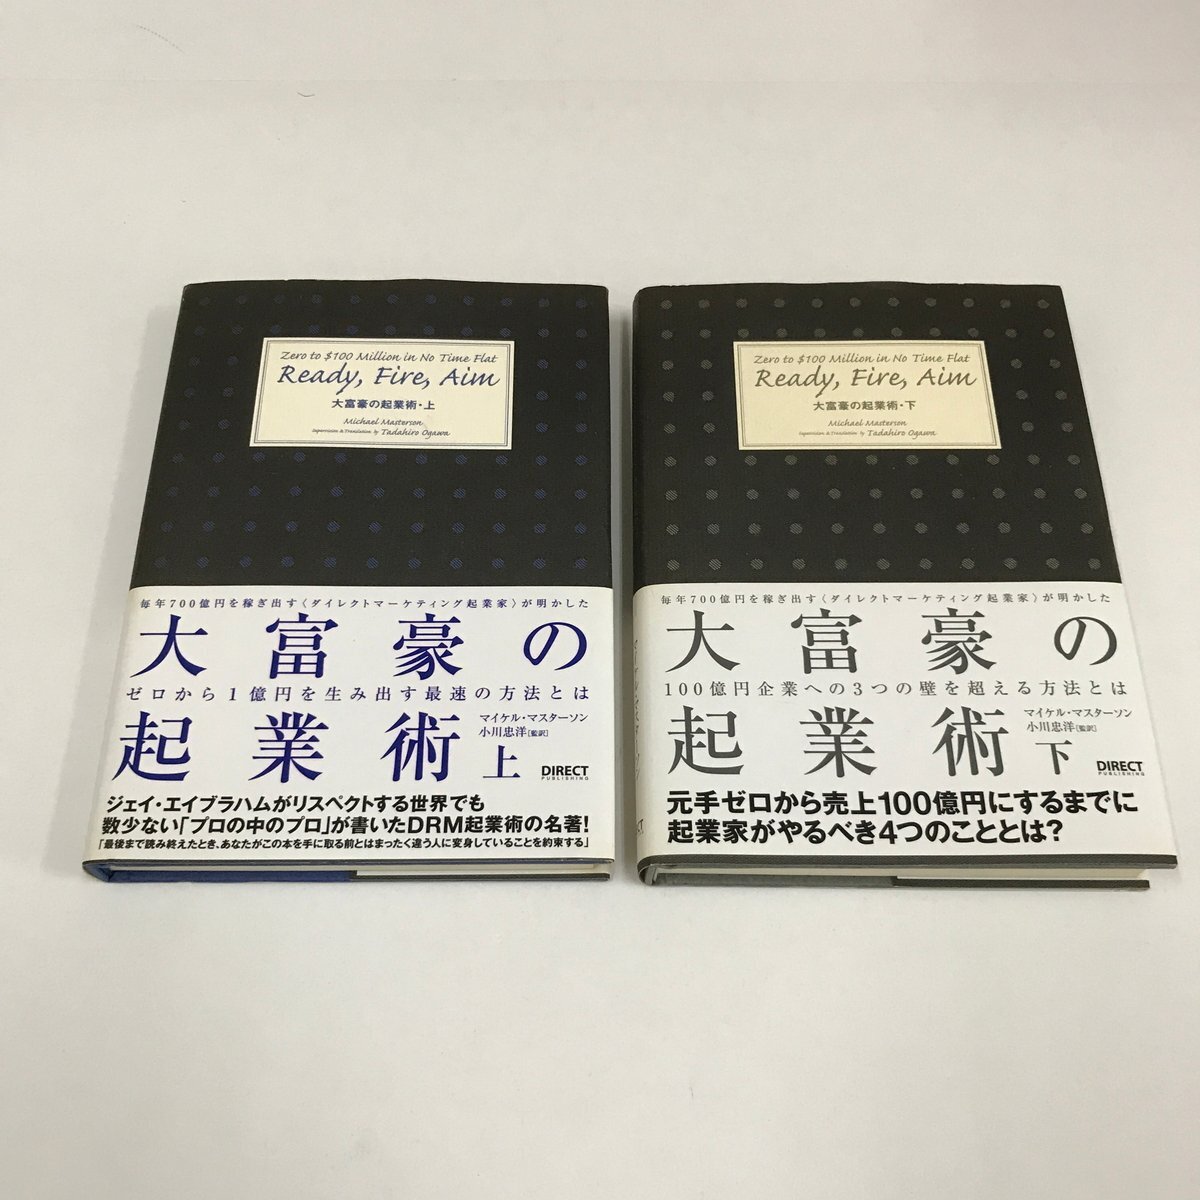 Zero to $100 Million in No Time Flat
Ready, Fire, Aim
大富豪の起業術・上
Michael Masterson
Supervision & Translation by Tadahiro Ogawa
毎年700億円を稼ぎ出す〈ダイレクトマーケティング起業家〉が明かした
大富豪の
ゼロから1億円を生み出す最速の方法とは
起業術 上
マイケル・マスターソン
小川忠洋[監訳]
DIRECT
PUBLISHING
ジェイ・エイブラハムがリスペクトする世界でも
数少ない「プロの中のプロ」が書いたDRM起業術の名著!
「最後まで読み終えたとき、あなたがこの本を手に取る前とはまったく違う人に変身していることを約束する」
Zero to $100 Million in No Time Flat
Ready, Fire, Aim
大富豪の起業術・下
Michael Masterson
Supervision & Translation by Tadahiro Ogawa
毎年700億円を稼ぎ出す〈ダイレクトマーケティング起業家〉が明かした
大富豪の
100億円企業への3つの壁を超える方法とは
起業術 下
マイケル・マスターソン
小川忠洋[監訳]
DIRECT
PUBLISHING
元手ゼロから売上100億円にするまでに
起業家がやるべき4つのこととは?